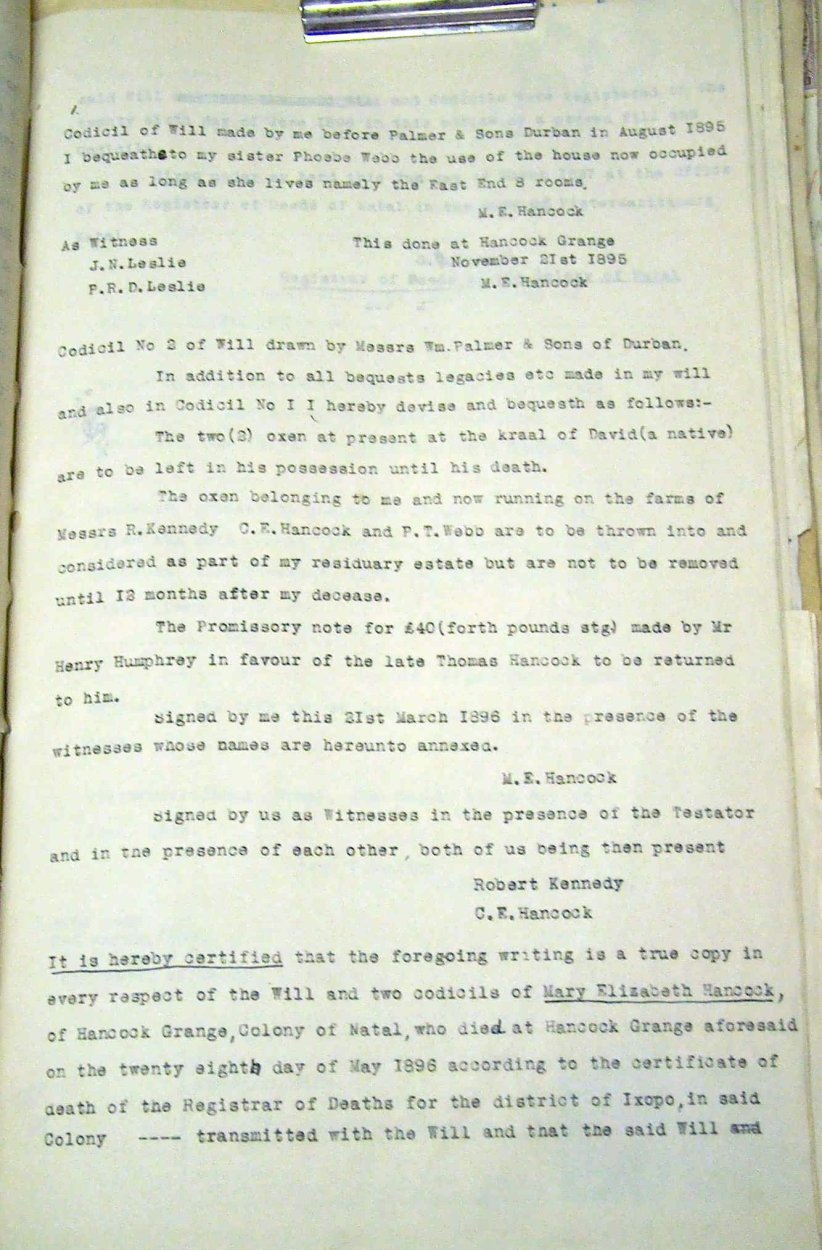 Codicil of Will made by me before Palmer & Sons Durban in August I895
I bequeathsto my sister Phoebe Webb the use of the house now occupied
by me as long as she lives namely the East End 8 rooms.
M.E.Hancock
As Witness This done at Hancock Grange
J.N.Leslie November 2Ist I895
P.R.D.Leslie M.E.Hancock
Codicil No 2 of Will drawn by Messrs Wm.Palmer & Sons of Durban.
In addition to all bequests legacies etc made in my will
and also in Codicil No I I hereby devise and bequeath as follows:-
The two(2) oxen at present at the kraal of David(a native)
are to be left in his possession until his death.
The oxen belonging to me and now running on the farms of
Messrs R.Kennedy C.E.Hancock and P.T.Webb are to be thrown into and
considered as part of my residuary estate but are not to be removed
until I2 months after my decease.
The Promissory note for £40(forth pounds stg) made by Mr
Henry Humphrey in favour of the late Thomas Hancock to be returned
to him.
Signed by me this 2Ist March I896 in the presence of the
witnesses whose names are hereunto annexed.
M.E.Hancock
Signed by us as Witnesses in the presence of the Testator
and in the presence of each other, both of us being then present
Robert Kennedy
C.E.Hancock
It is hereby certified that the foregoing writing is a true copy in
every respect of the Will and two codicils of Mary Elizabeth Hancock,
of Hancock Grange,Colony of Natal,who died at Hancock Grange aforesaid
on the twenty eighth day of May I896 according to the certificate of
death of the Registrar of Deaths for the district of Ixopo,in said
Colony ---- transmitted with the Will and that the said Will and